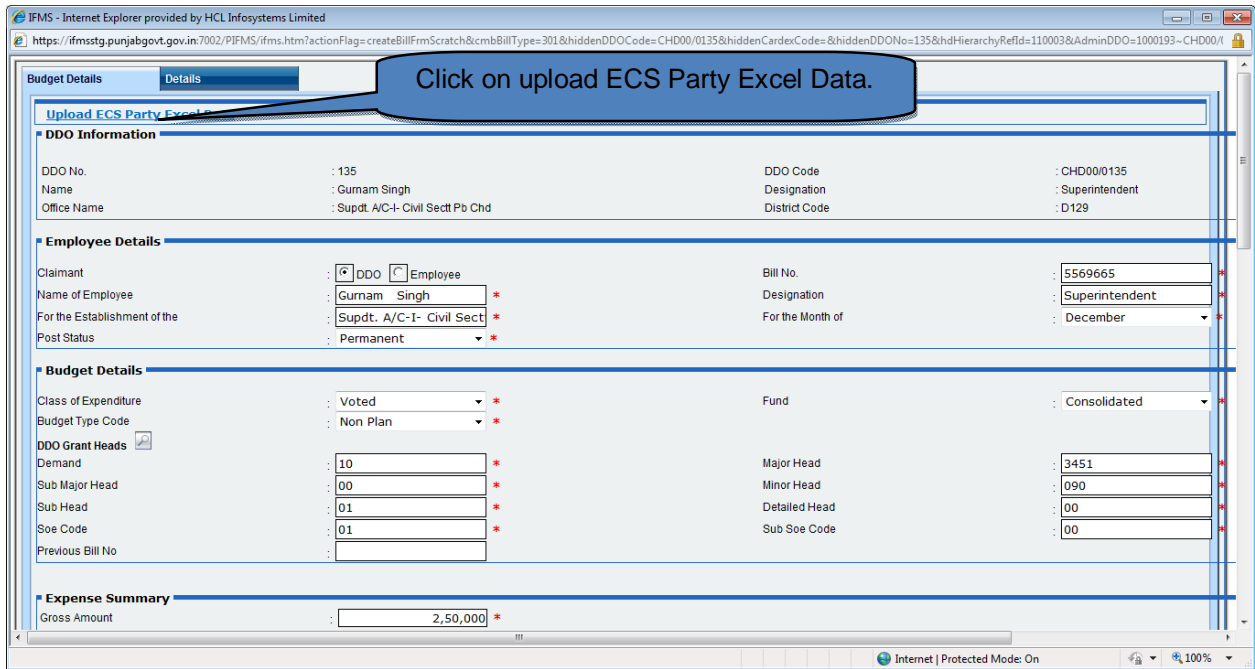 IFMS - Internet Explorer provided by HCL Infosystems Limited
https://ifmsstg.punjabgovt.gov.in:7002/PIFMS/ifms.htm?actionFlag=createBillFrmScratch&cmbBillType=301&hiddenDDOCode=CHD00/0135&hiddenCardexCode=&hiddenDDONo=135&hdHierarchyRefId=110003&AdminDDO=1000193~CHD00/(
Budget Details Details
Click on upload ECS Party Excel Data.
Upload ECS Party Excel
DDO Information
DDO No. : 135 DDO Code : CHD00/0135
Name : Gurnam Singh Designation : Superintendent
Office Name : Supdt. A/C-I- Civil Sectt Pb Chd District Code : D129
Employee Details
Claimant : DDO Employee Bill No. : 5569665 *
Name of Employee : Gurnam Singh * Designation : Superintendent *
For the Establishment of the : Supdt. A/C-I- Civil Sect * For the Month of : December *
Post Status : Permanent *
Budget Details
Class of Expenditure : Voted * Fund : Consolidated *
Budget Type Code : Non Plan *
DDO Grant Heads
Demand : 10 * Major Head : 3451 *
Sub Major Head : 00 * Minor Head : 090 *
Sub Head : 01 * Detailed Head : 00 *
Soe Code : 01 * Sub Soe Code : 00 *
Previous Bill No :
Expense Summary
Gross Amount : 2,50,000 *
Internet | Protected Mode: On 100%